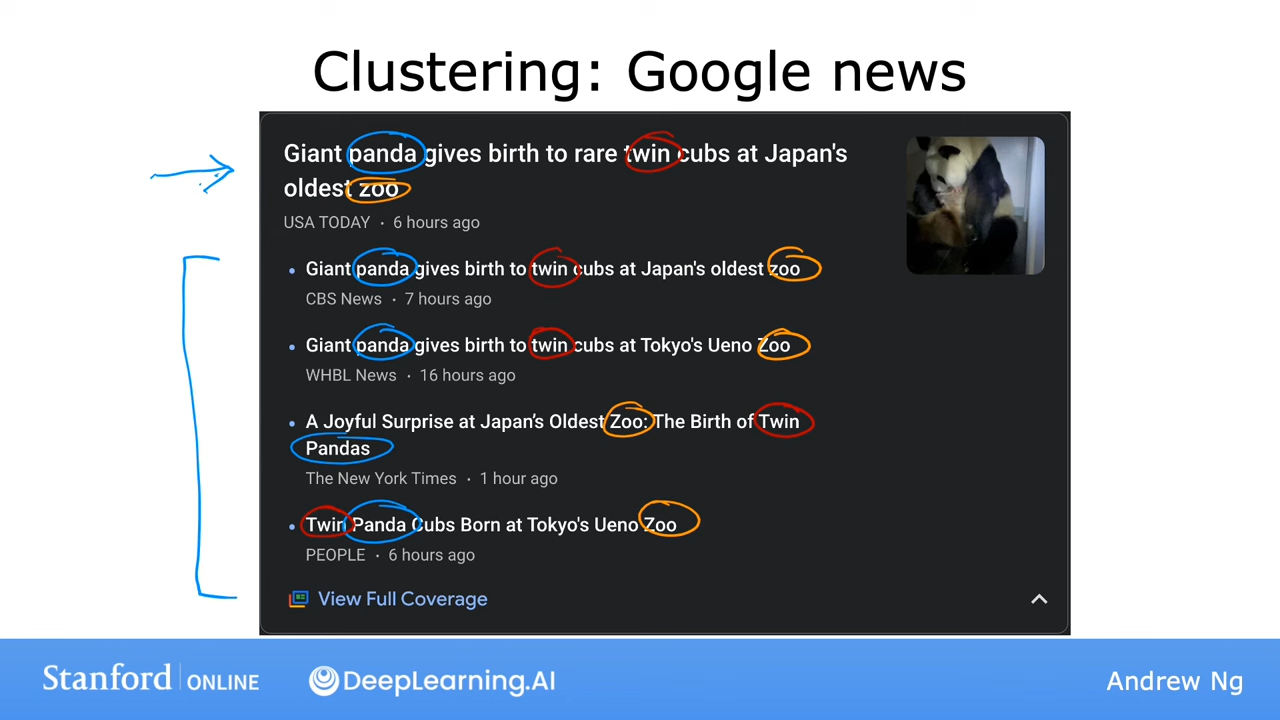 Clustering: Google news
Giant panda gives birth to rare twin cubs at Japan's
oldest zoo
USA TODAY · 6 hours ago
• Giant panda gives birth to twin cubs at Japan's oldest zoo
CBS News · 7 hours ago
• Giant panda gives birth to twin cubs at Tokyo's Ueno Zoo
WHBL News · 16 hours ago
• A Joyful Surprise at Japan’s Oldest Zoo: The Birth of Twin
Pandas
The New York Times · 1 hour ago
• Twin Panda Cubs Born at Tokyo's Ueno Zoo
PEOPLE · 6 hours ago
View Full Coverage
Stanford ONLINE DeepLearning.AI Andrew Ng